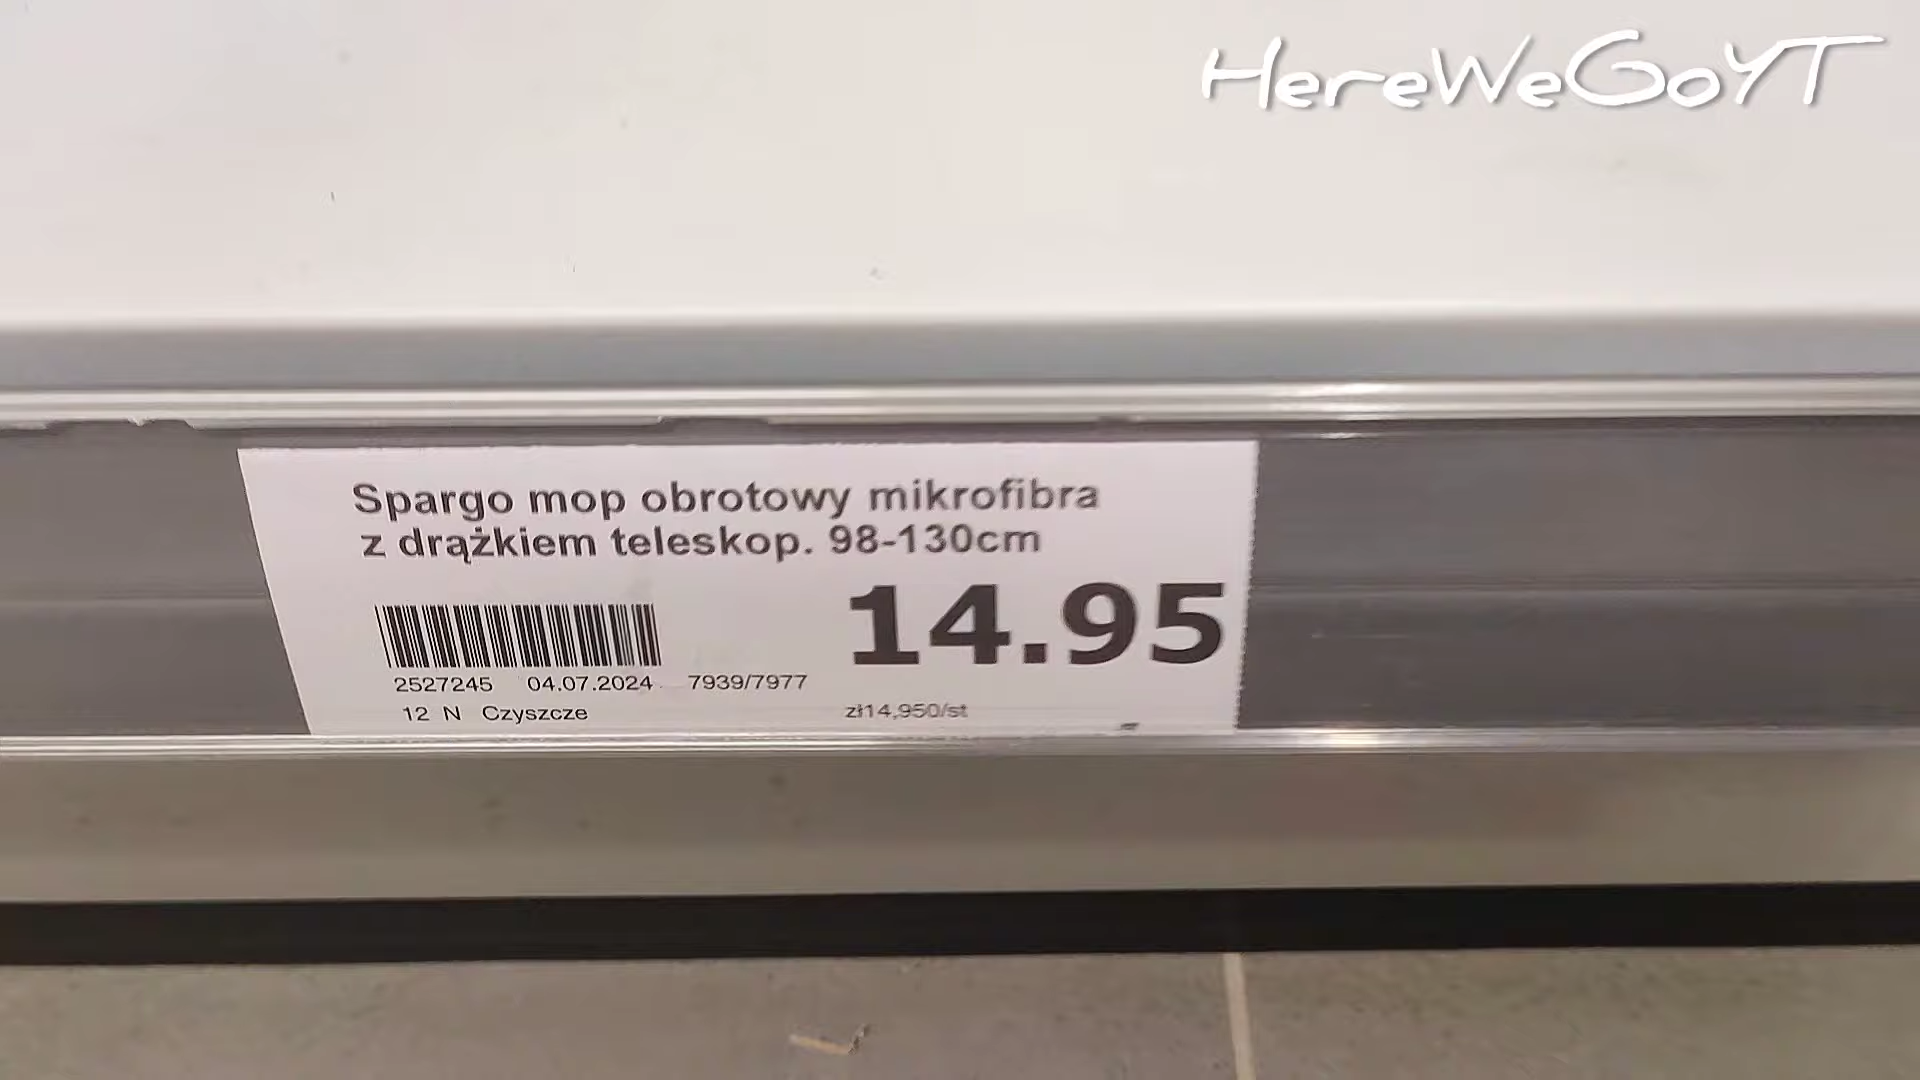 HereWeGoYT
Spargo mop obrotowy mikrofibra
z drążkiem teleskop. 98-130cm
14.95
2527245 04.07.2024 7939/7977
12 N Czyszcze
zł14,950/st